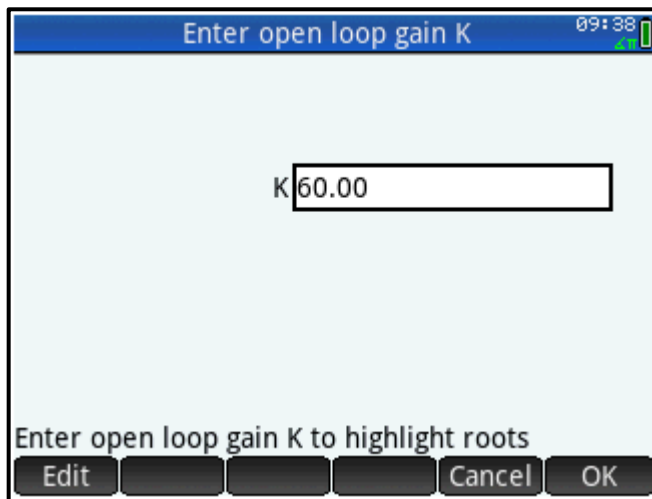 Enter open loop gain K 09:38
∠π
K 60.00
Enter open loop gain K to highlight roots
Edit Cancel OK